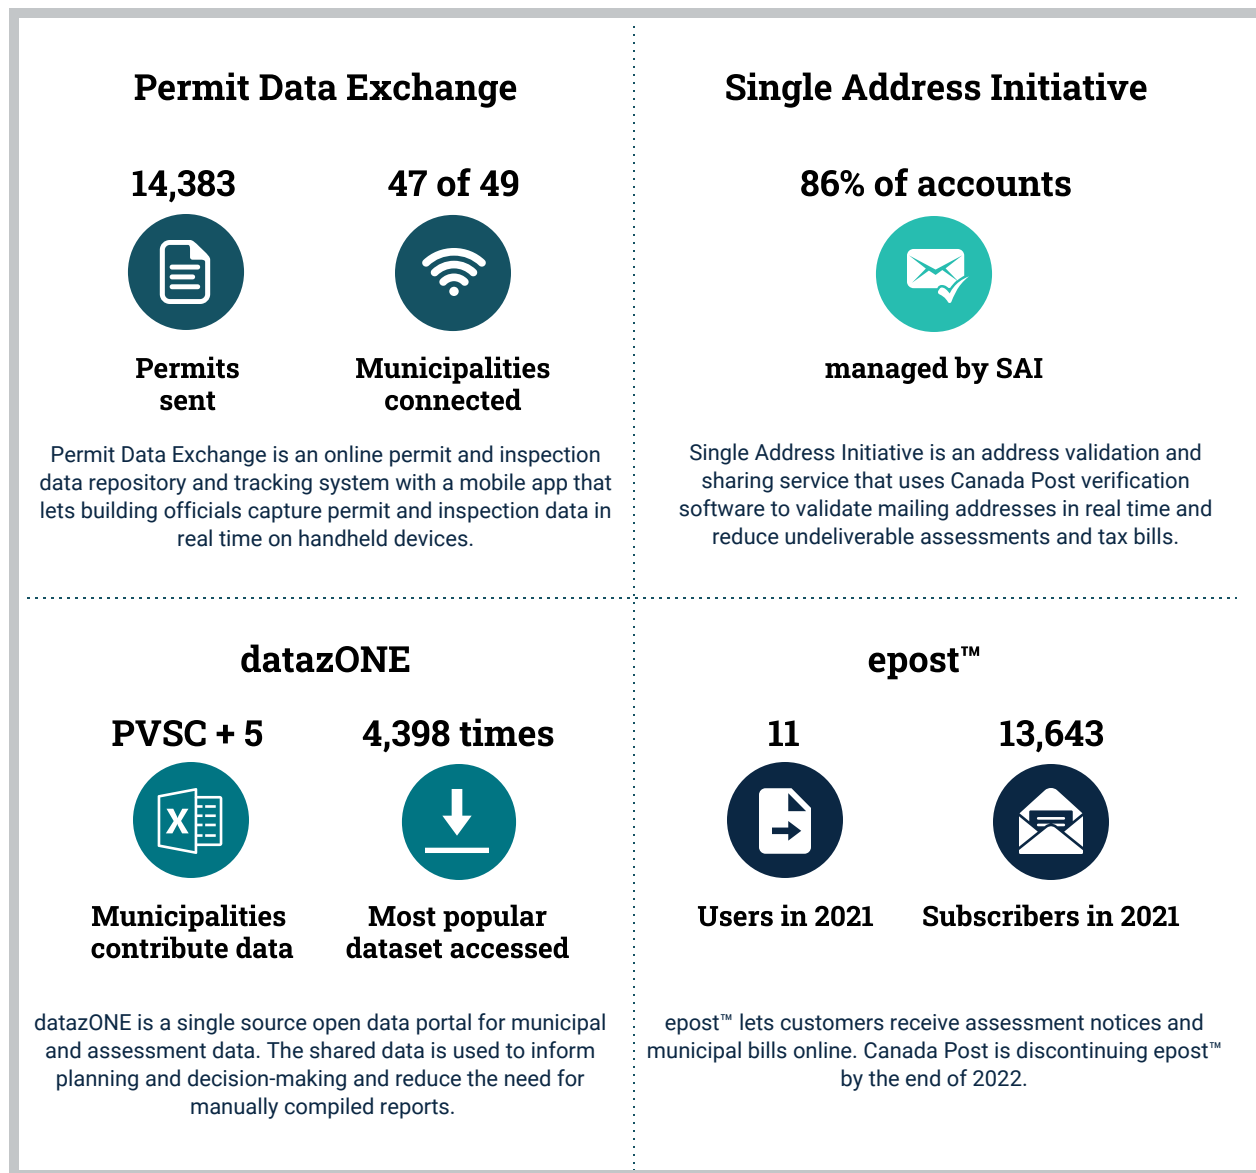 Permit Data Exchange
14,383
47 of 49
Permits
sent
Municipalities
connected
Permit Data Exchange is an online permit and inspection
data repository and tracking system with a mobile app that
lets building officials capture permit and inspection data in
real time on handheld devices.
Single Address Initiative
86% of accounts
managed by SAI
Single Address Initiative is an address validation and
sharing service that uses Canada Post verification
software to validate mailing addresses in real time and
reduce undeliverable assessments and tax bills.
datazONE
PVSC + 5
4,398 times
X
Municipalities
contribute data
Most popular
dataset accessed
datazONE is a single source open data portal for municipal
and assessment data. The shared data is used to inform
planning and decision-making and reduce the need for
manually compiled reports.
epost™
11
13,643
Users in 2021
Subscribers in 2021
epost™ lets customers receive assessment notices and
municipal bills online. Canada Post is discontinuing epost™
by the end of 2022.